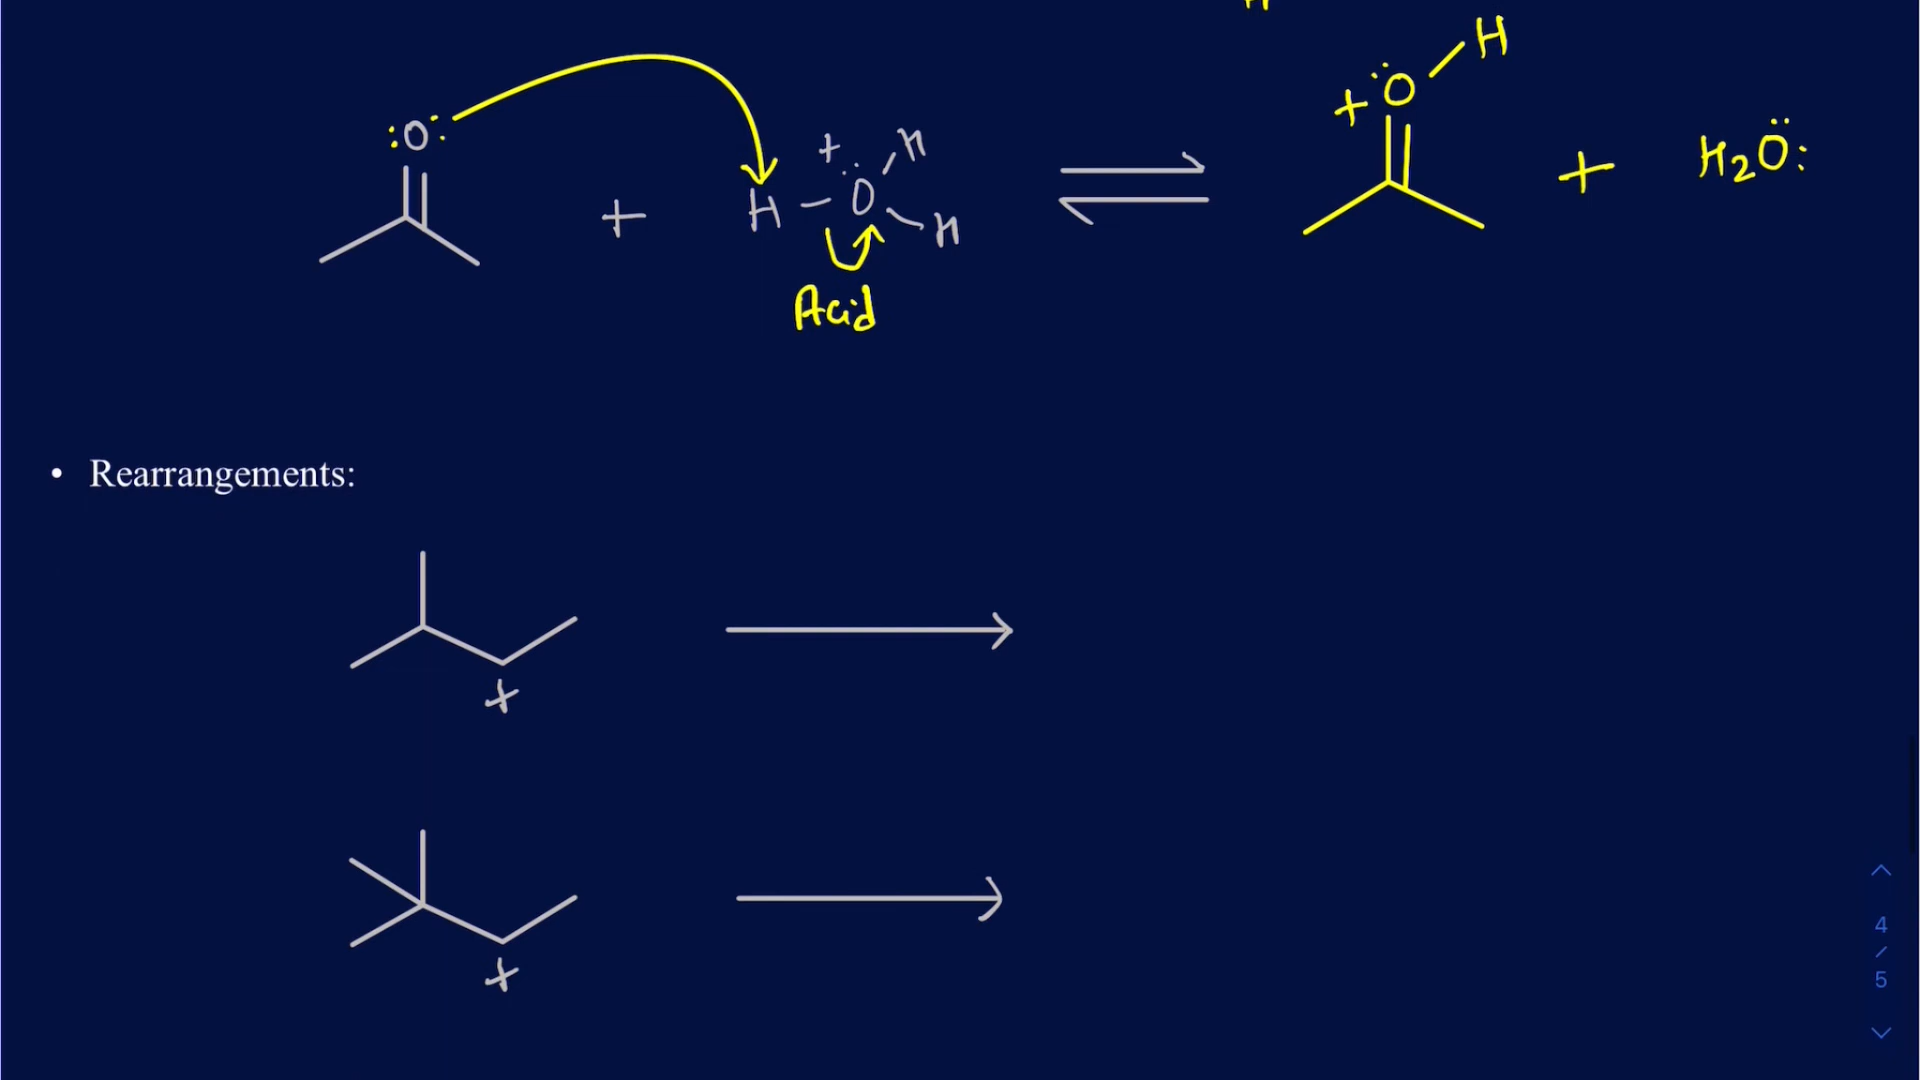 H
:O: + H-O+ H H ⇌ +O-H + H2O:
Acid
• Rearrangements:
+
+
4
/
5